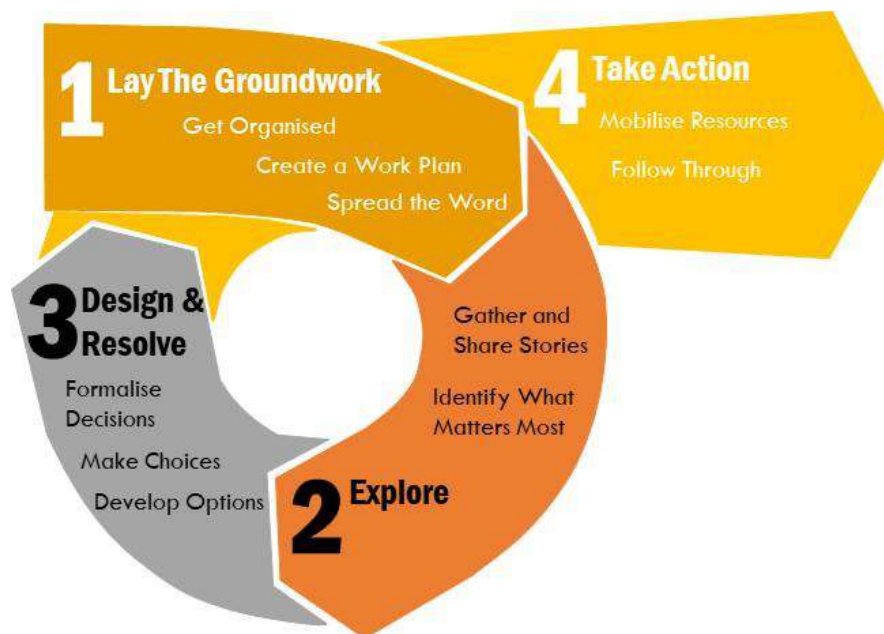 1 Lay The Groundwork
Get Organised
Create a Work Plan
Spread the Word
4 Take Action
Mobilise Resources
Follow Through
Gather and
Share Stories
Identify What
Matters Most
2 Explore
3 Design &
Resolve
Formalise
Decisions
Make Choices
Develop Options